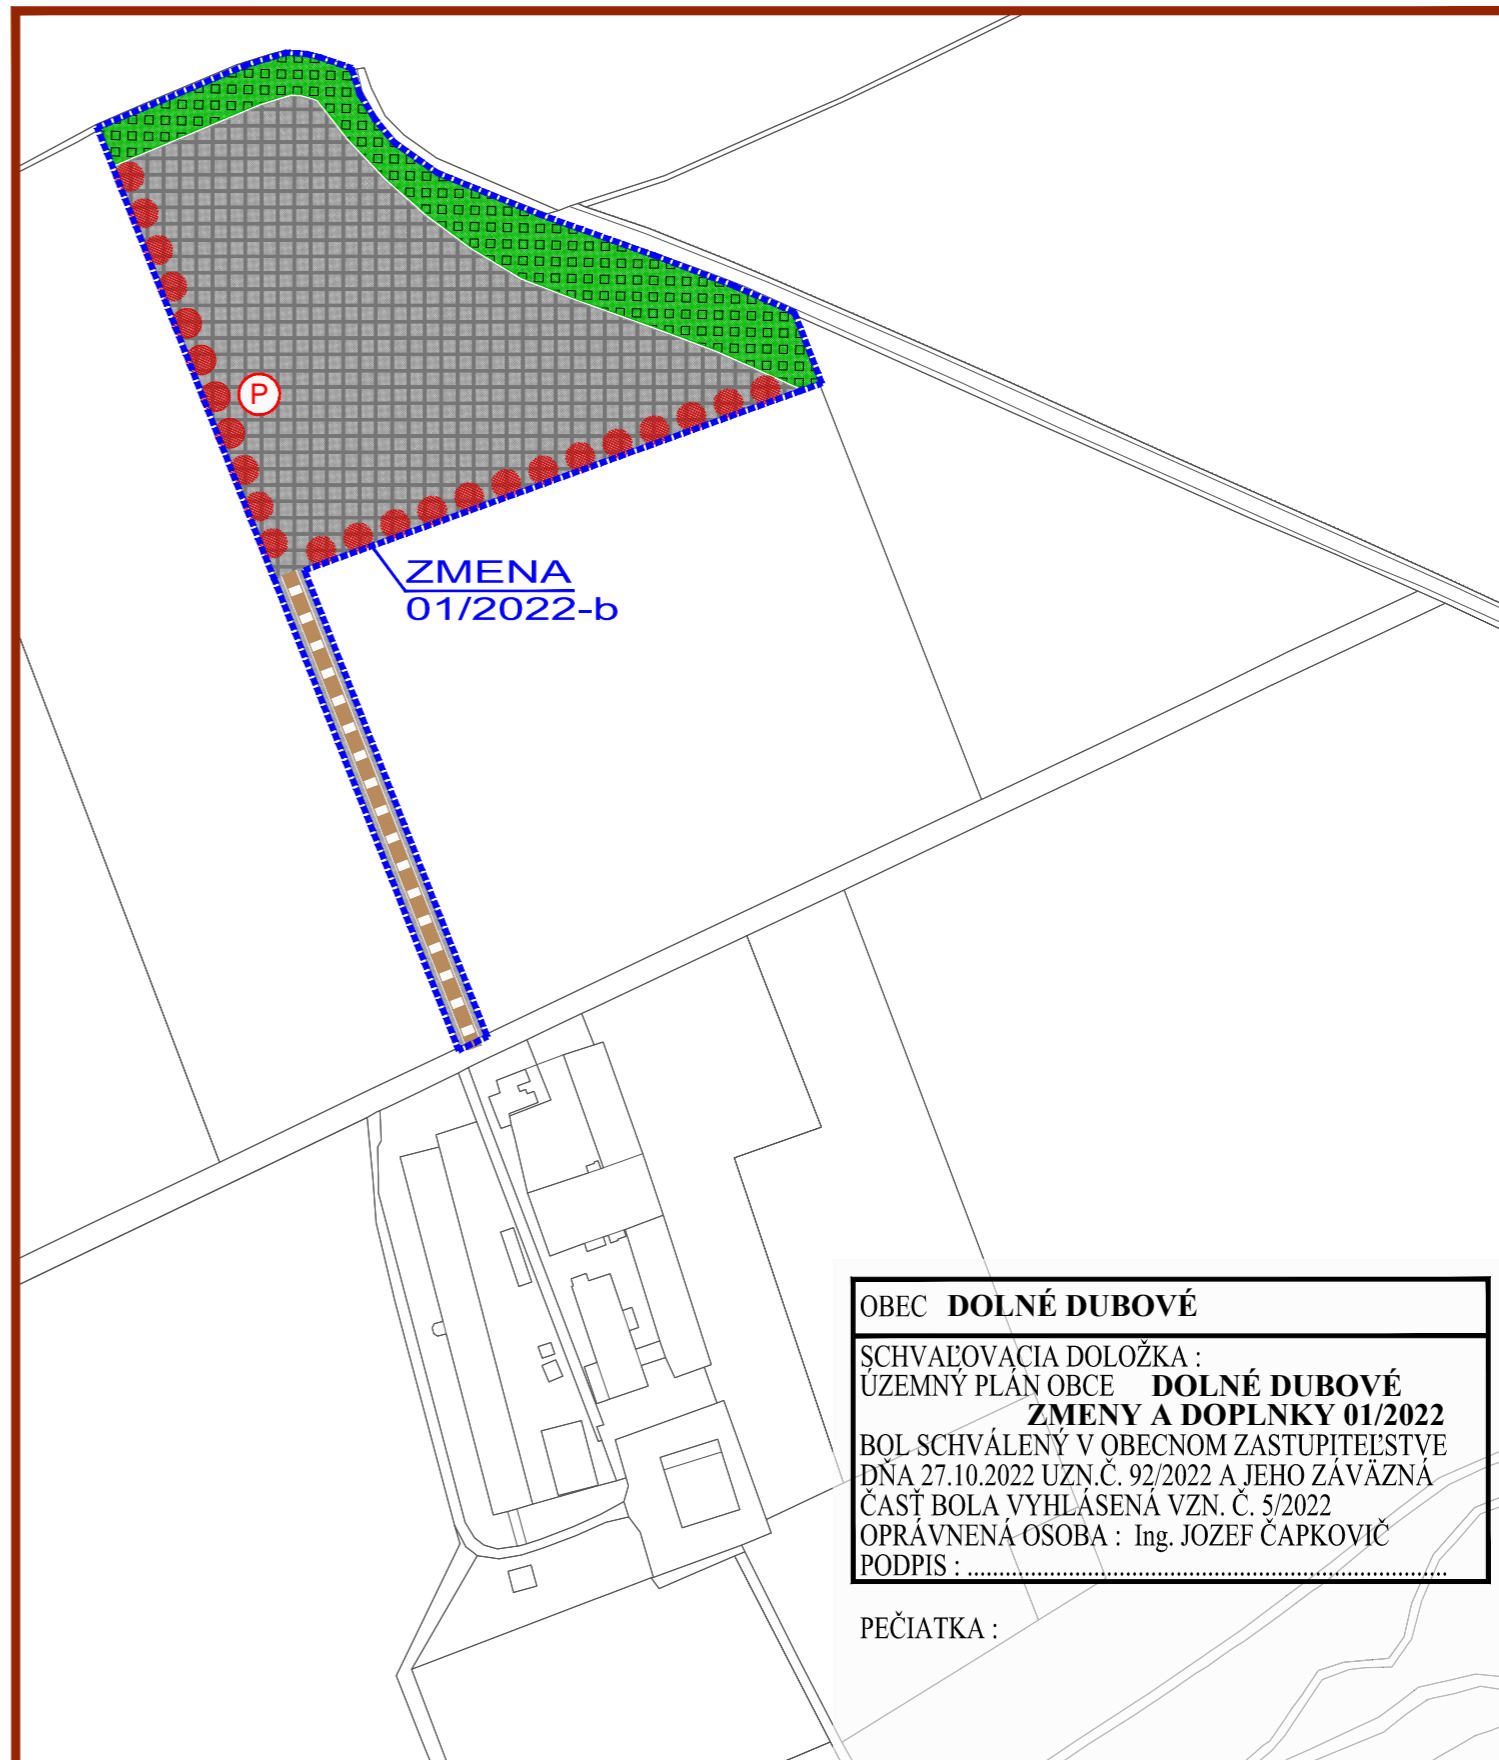 P
ZMENA
01/2022-b
OBEC DOLNÉ DUBOVÉ
SCHVAĽOVACIA DOLOŽKA :
ÚZEMNÝ PLÁN OBCE DOLNÉ DUBOVÉ
ZMENY A DOPLNKY 01/2022
BOL SCHVÁLENÝ V OBECNOM ZASTUPITEĽSTVE
DŇA 27.10.2022 UZN.Č. 92/2022 A JEHO ZÁVÄZNÁ
ČASŤ BOLA VYHLÁSENÁ VZN. Č. 5/2022
OPRÁVNENÁ OSOBA : Ing. JOZEF ČAPKOVIČ
PODPIS : ............................................................................
PEČIATKA :